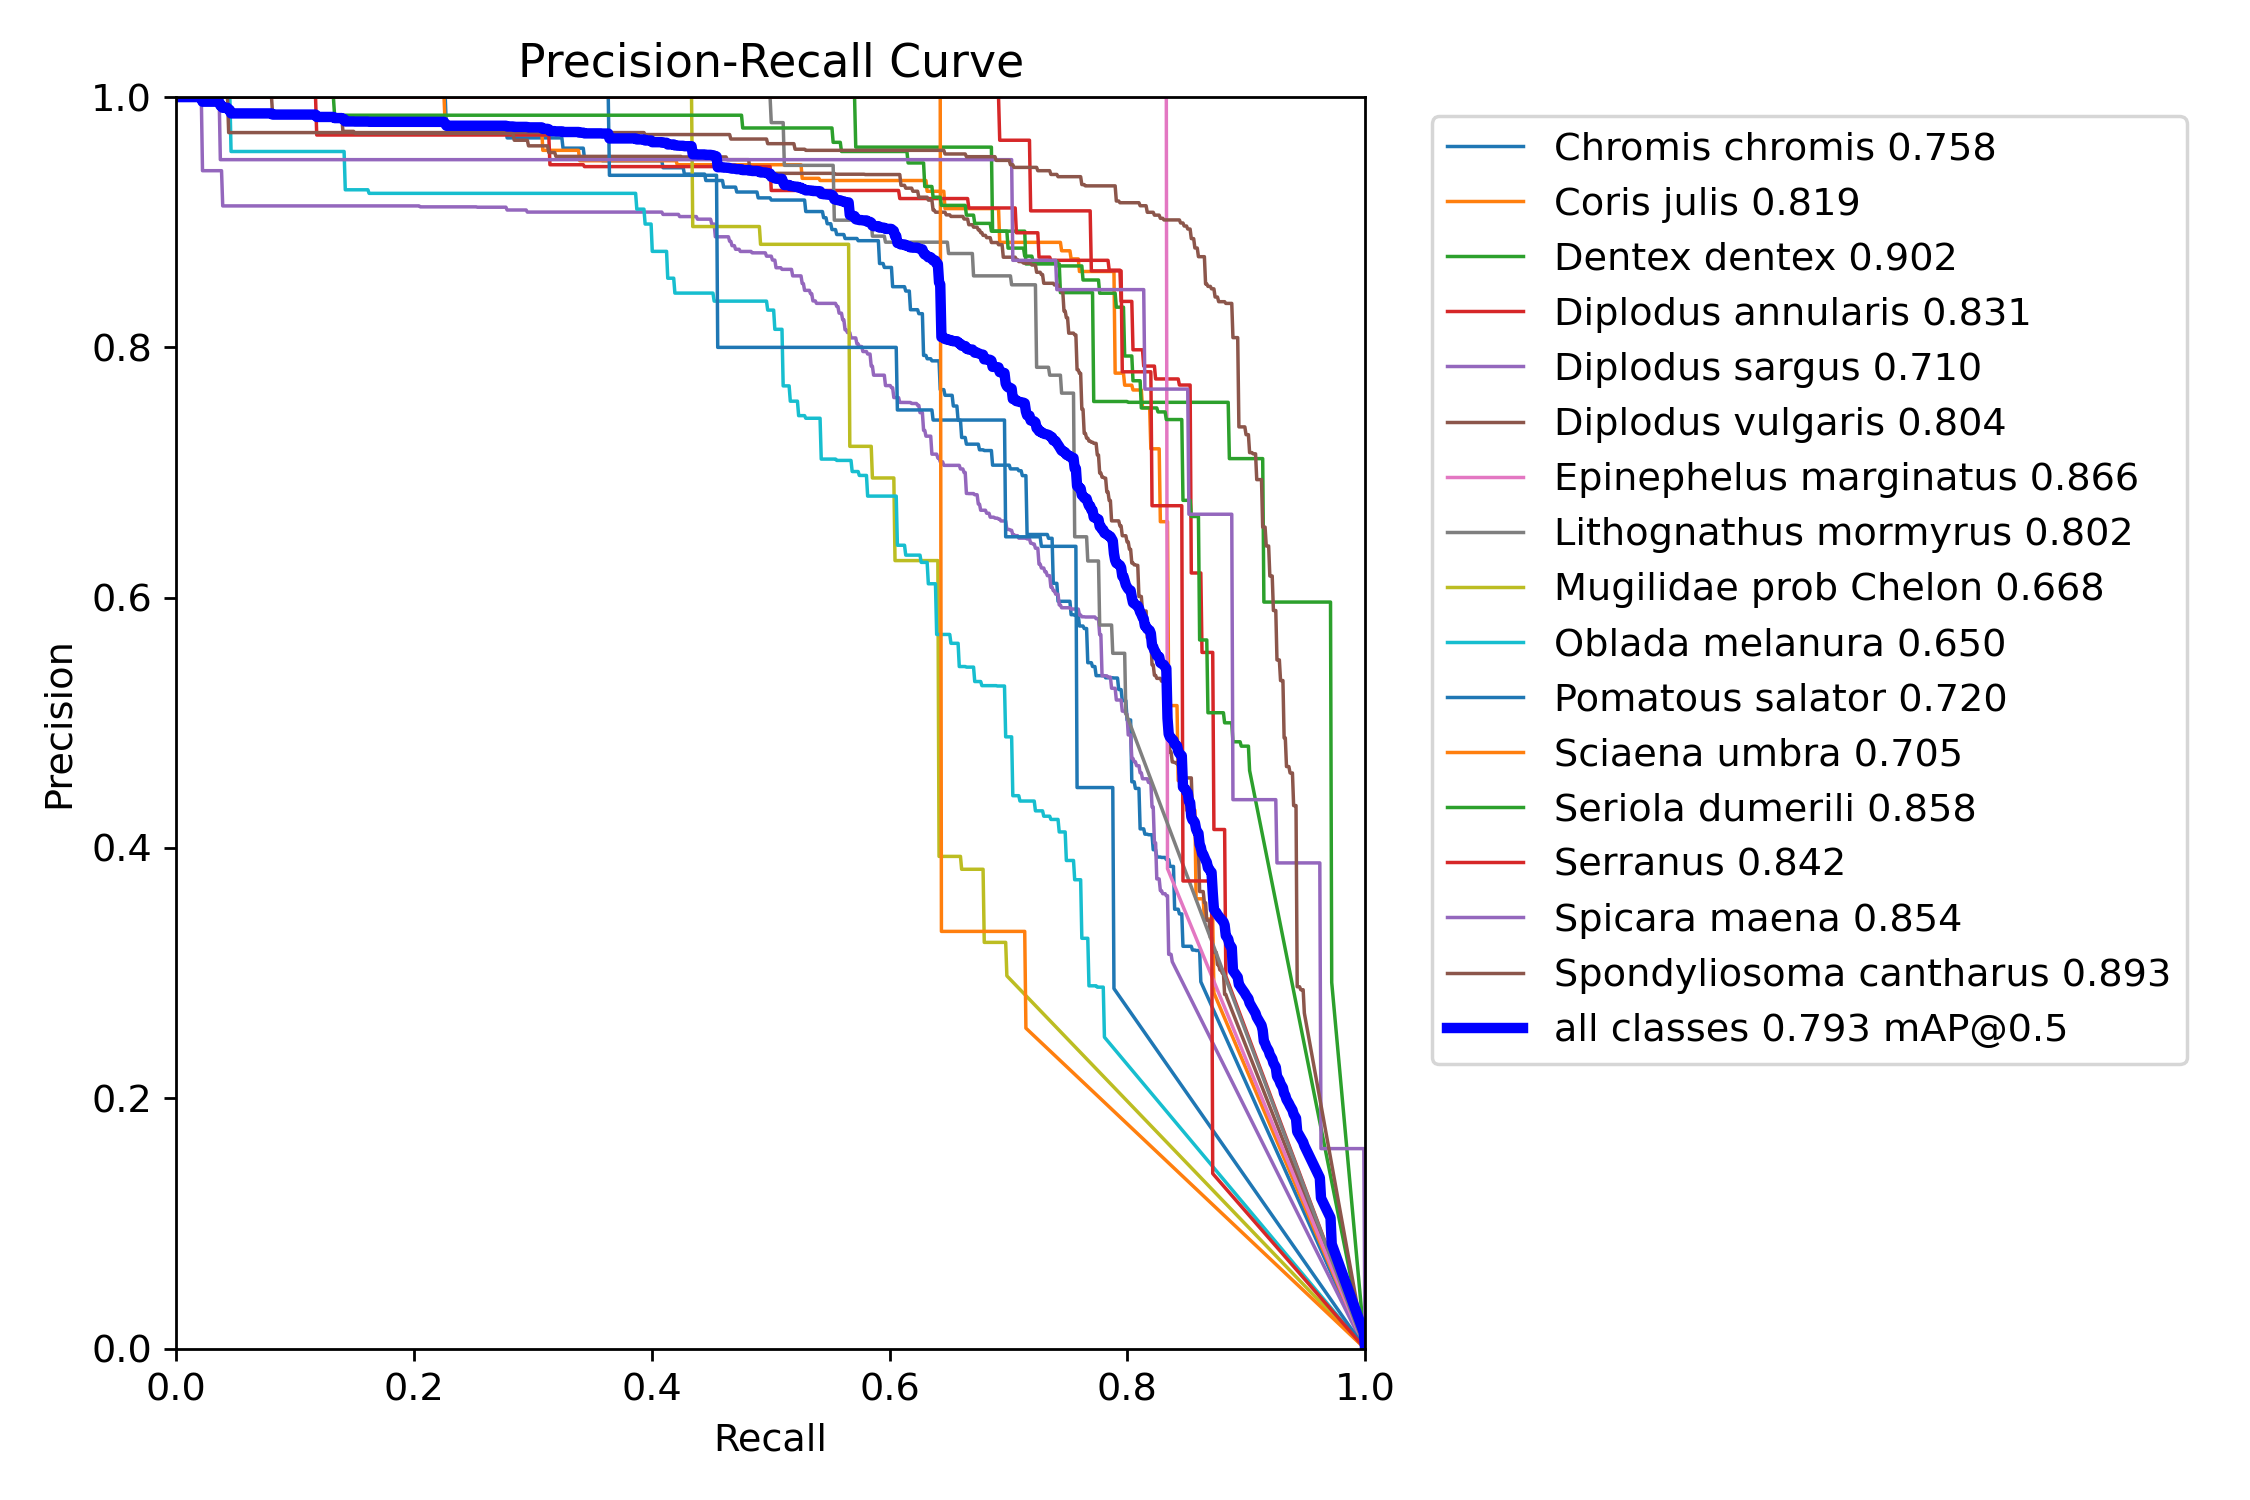 Precision-Recall Curve
1.0
0.8
0.6
0.4
0.2
0.0
Precision
0.0 0.2 0.4 0.6 0.8 1.0
Recall
Chromis chromis 0.758
Coris julis 0.819
Dentex dentex 0.902
Diplodus annularis 0.831
Diplodus sargus 0.710
Diplodus vulgaris 0.804
Epinephelus marginatus 0.866
Lithognathus mormyrus 0.802
Mugilidae prob Chelon 0.668
Oblada melanura 0.650
Pomatous salator 0.720
Sciaena umbra 0.705
Seriola dumerili 0.858
Serranus 0.842
Spicara maena 0.854
Spondyliosoma cantharus 0.893
all classes 0.793 mAP@0.5